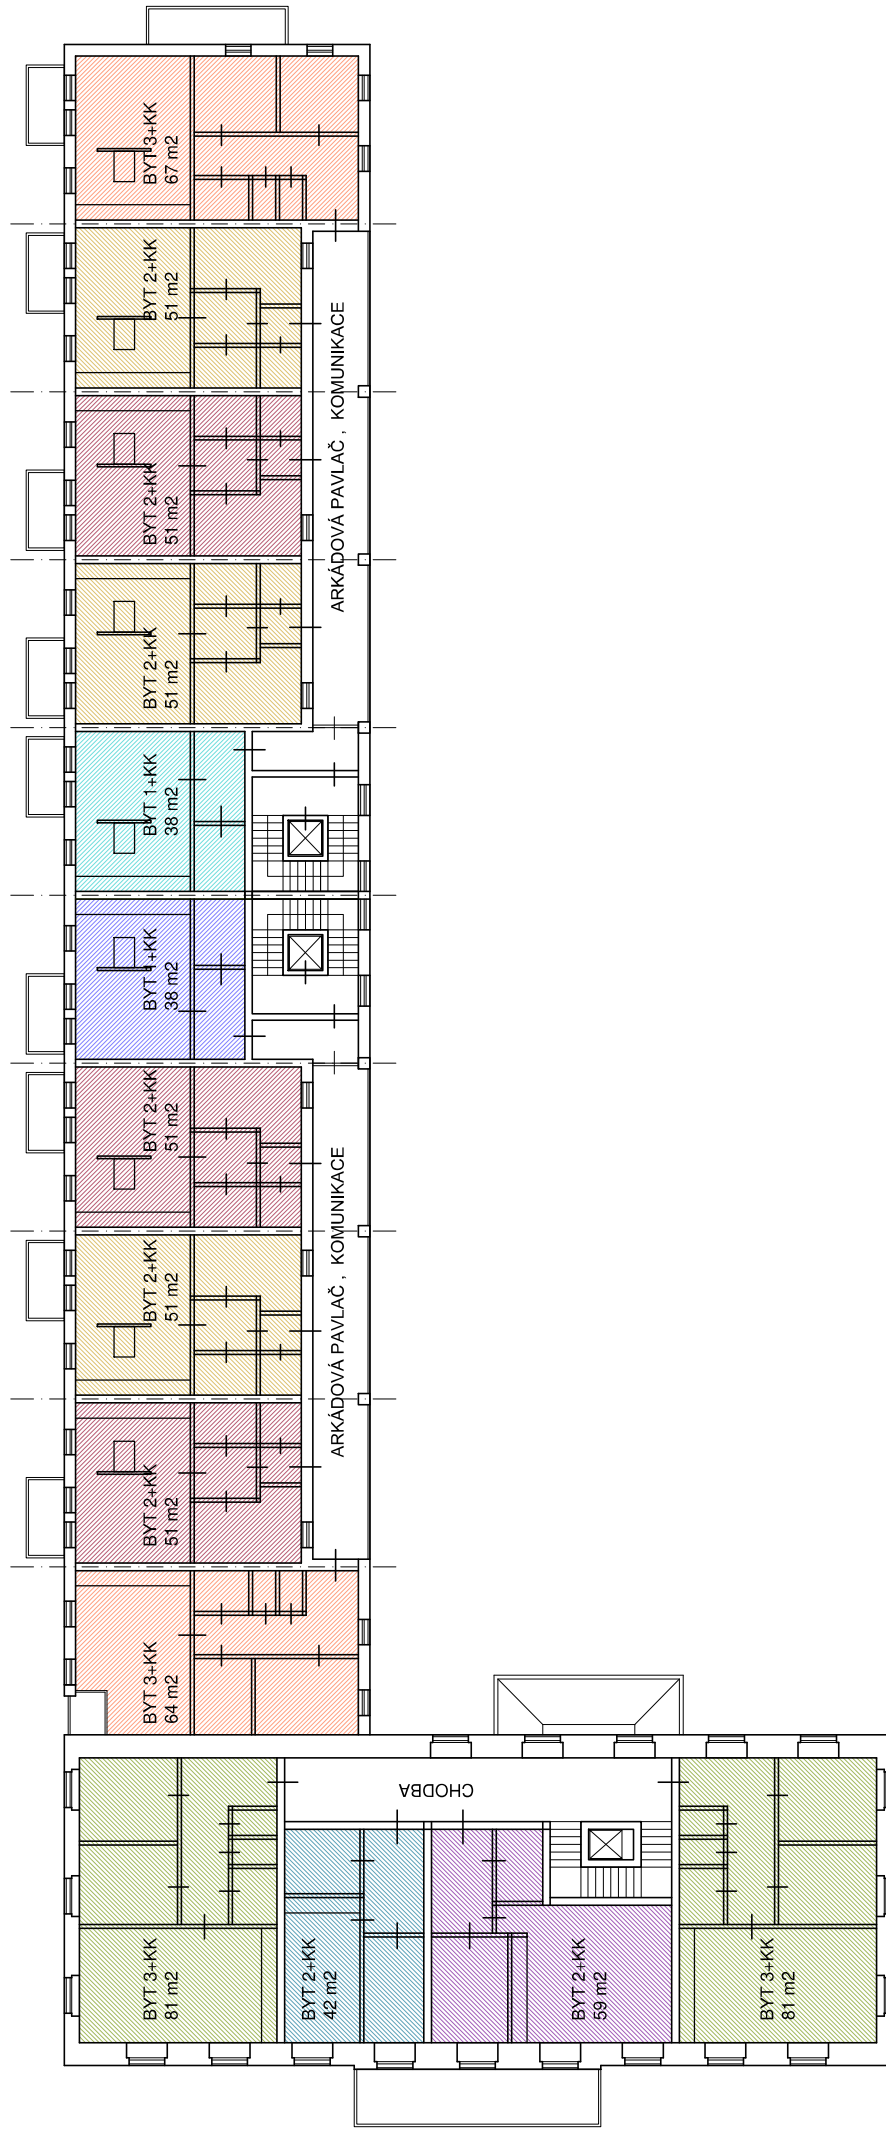 BYT 3+KK
67 m2
BYT 2+KK
51 m2
ARKÁDOVÁ PAVLAČ , KOMUNIKACE
BYT 2+KK
51 m2
BYT 2+KK
51 m2
BYT 1+KK
38 m2
BYT 1+KK
38 m2
BYT 2+KK
51 m2
ARKÁDOVÁ PAVLAČ , KOMUNIKACE
BYT 2+KK
51 m2
BYT 2+KK
51 m2
BYT 3+KK
64 m2
CHODBA
BYT 3+KK
81 m2
BYT 2+KK
42 m2
BYT 2+KK
59 m2
BYT 3+KK
81 m2